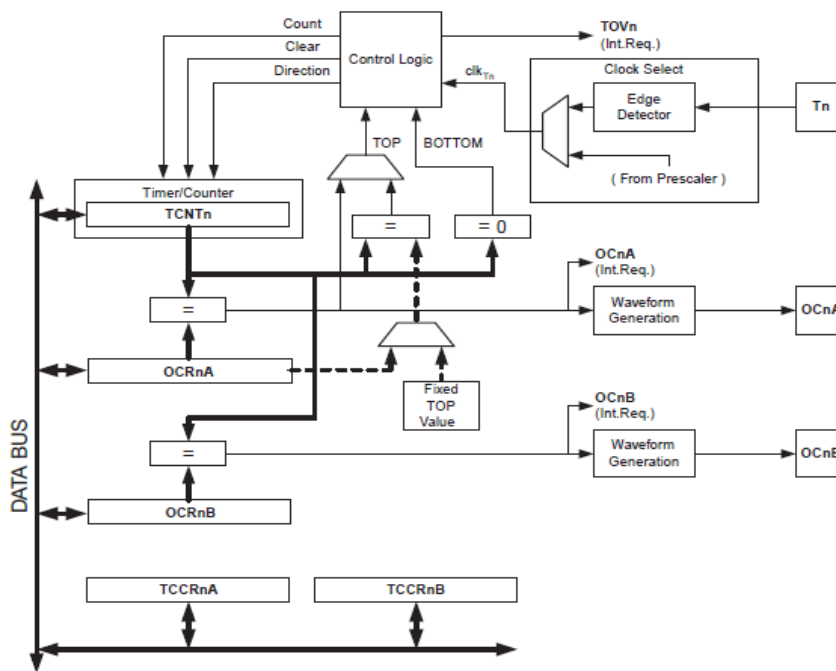 Count
TOVn
(Int.Req.)
Clear
Control Logic
Clock Select
Direction
clkTn
Edge
Detector
Tn
TOP
BOTTOM
( From Prescaler )
Timer/Counter
TCNTn
=
= 0
OCnA
(Int.Req.)
=
Waveform
Generation
OCnA
OCRnA
Fixed
TOP
Value
OCnB
(Int.Req.)
=
Waveform
Generation
OCnB
OCRnB
DATA BUS
TCCRnA
TCCRnB